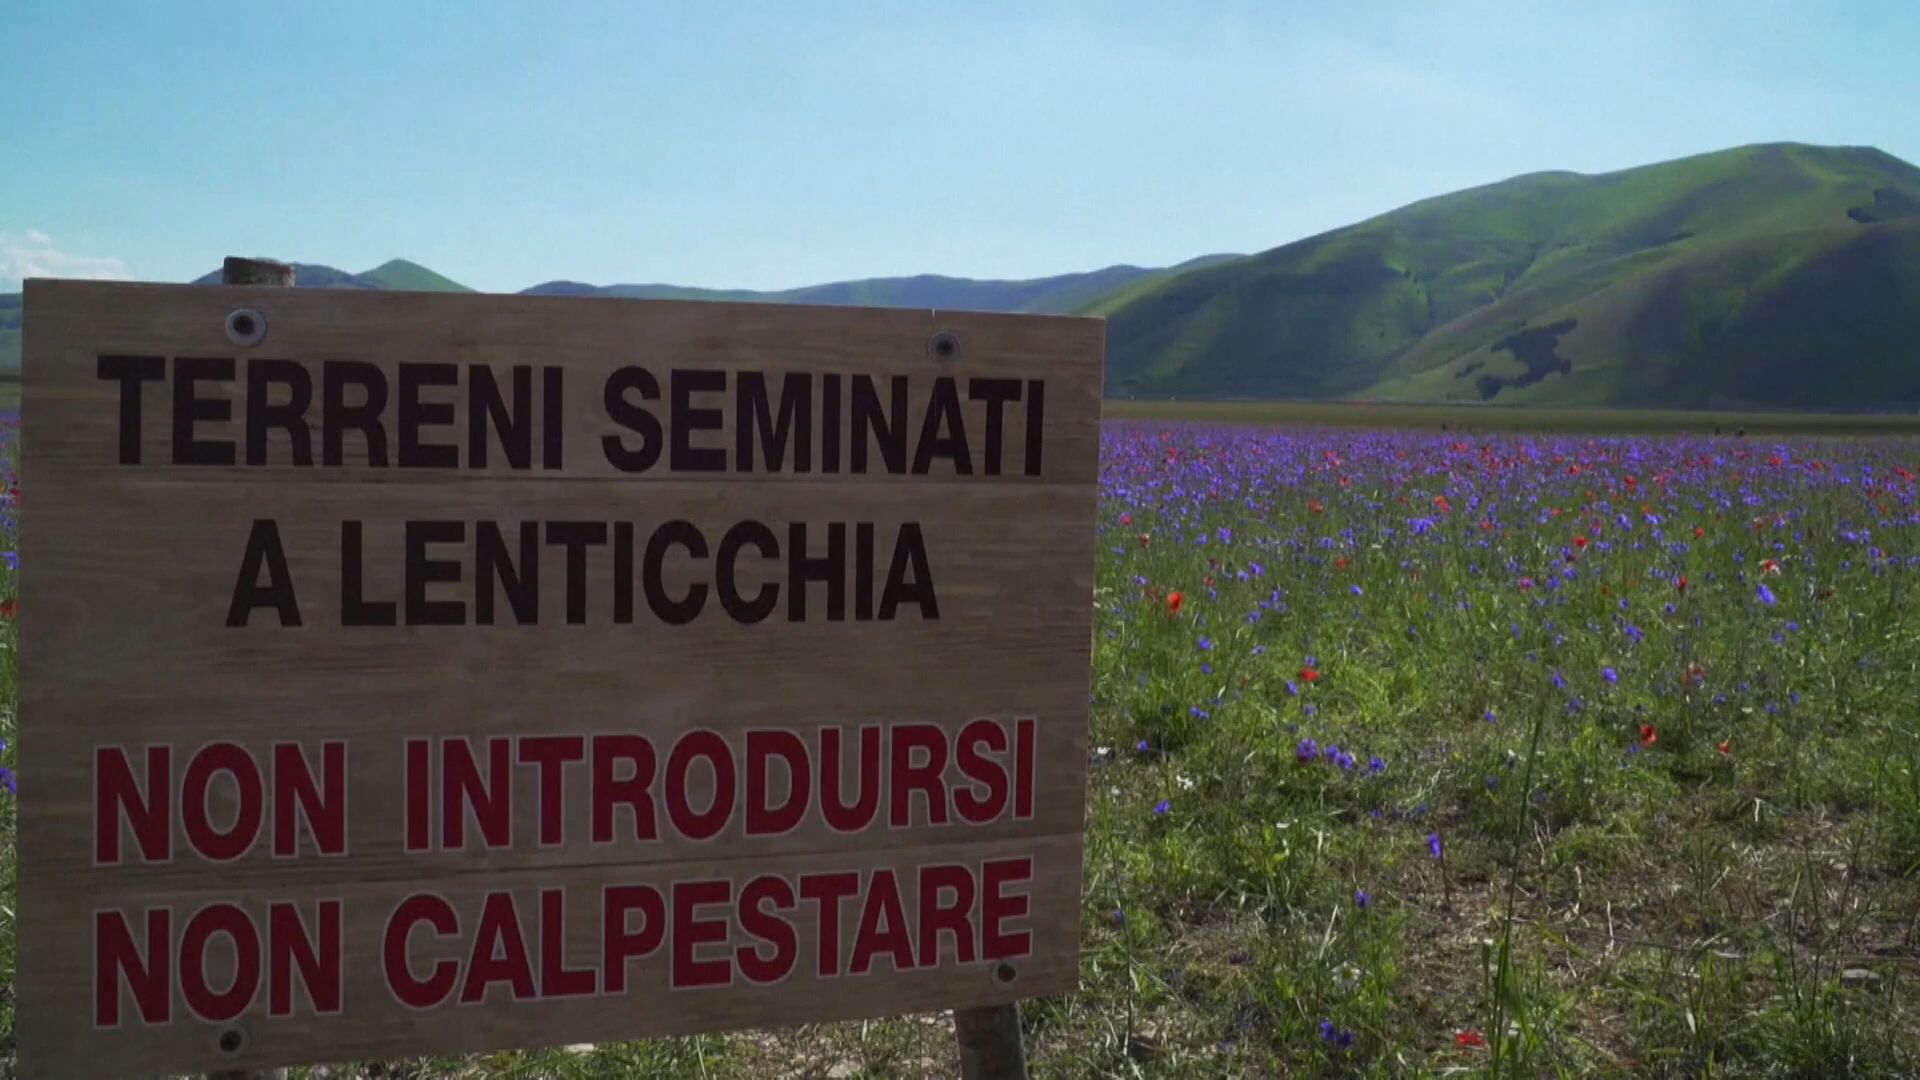 TERRENI SEMINATI
A LENTICCHIA
NON INTRODURSI
NON CALPESTARE